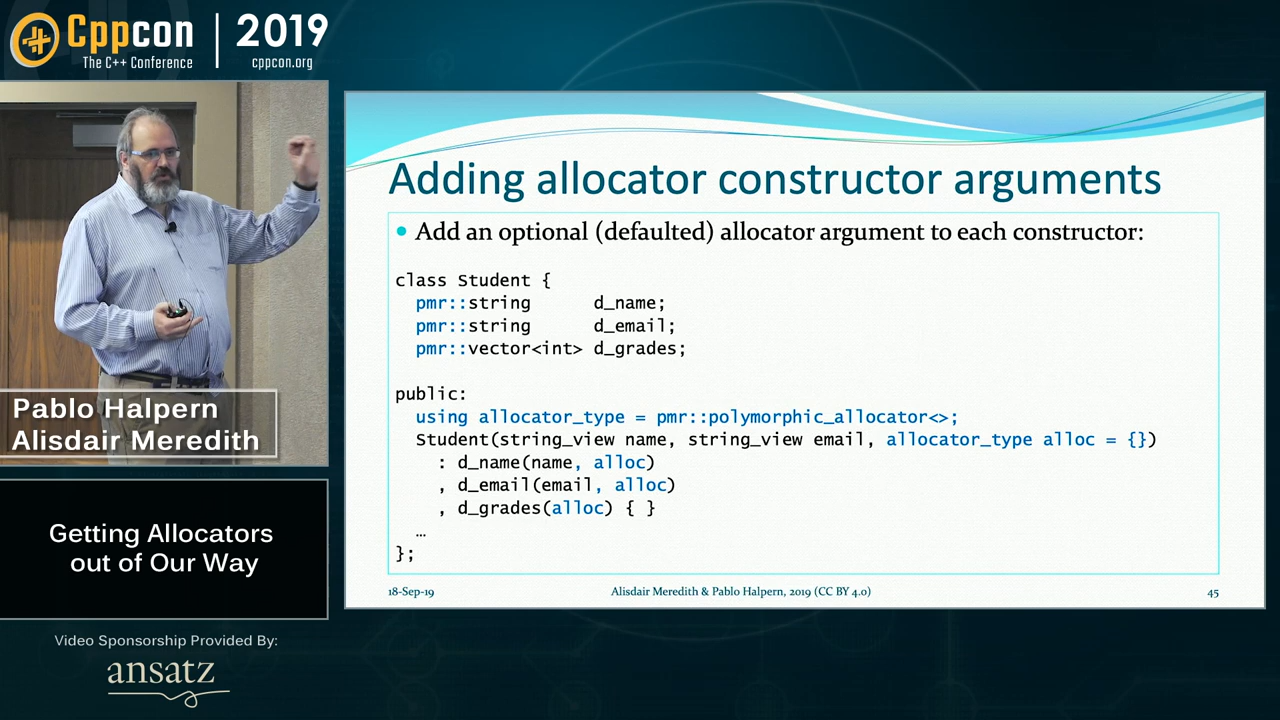 Cppcon | 2019
The C++ Conference cppcon.org
Pablo Halpern
Alisdair Meredith
Getting Allocators
out of Our Way
Video Sponsorship Provided By:
ansatz
Adding allocator constructor arguments
• Add an optional (defaulted) allocator argument to each constructor:
class Student {
pmr::string d_name;
pmr::string d_email;
pmr::vector<int> d_grades;
public:
using allocator_type = pmr::polymorphic_allocator<>;
Student(string_view name, string_view email, allocator_type alloc = {})
: d_name(name, alloc)
, d_email(email, alloc)
, d_grades(alloc) { }
…
};
18-Sep-19 Alisdair Meredith & Pablo Halpern, 2019 (CC BY 4.0) 45